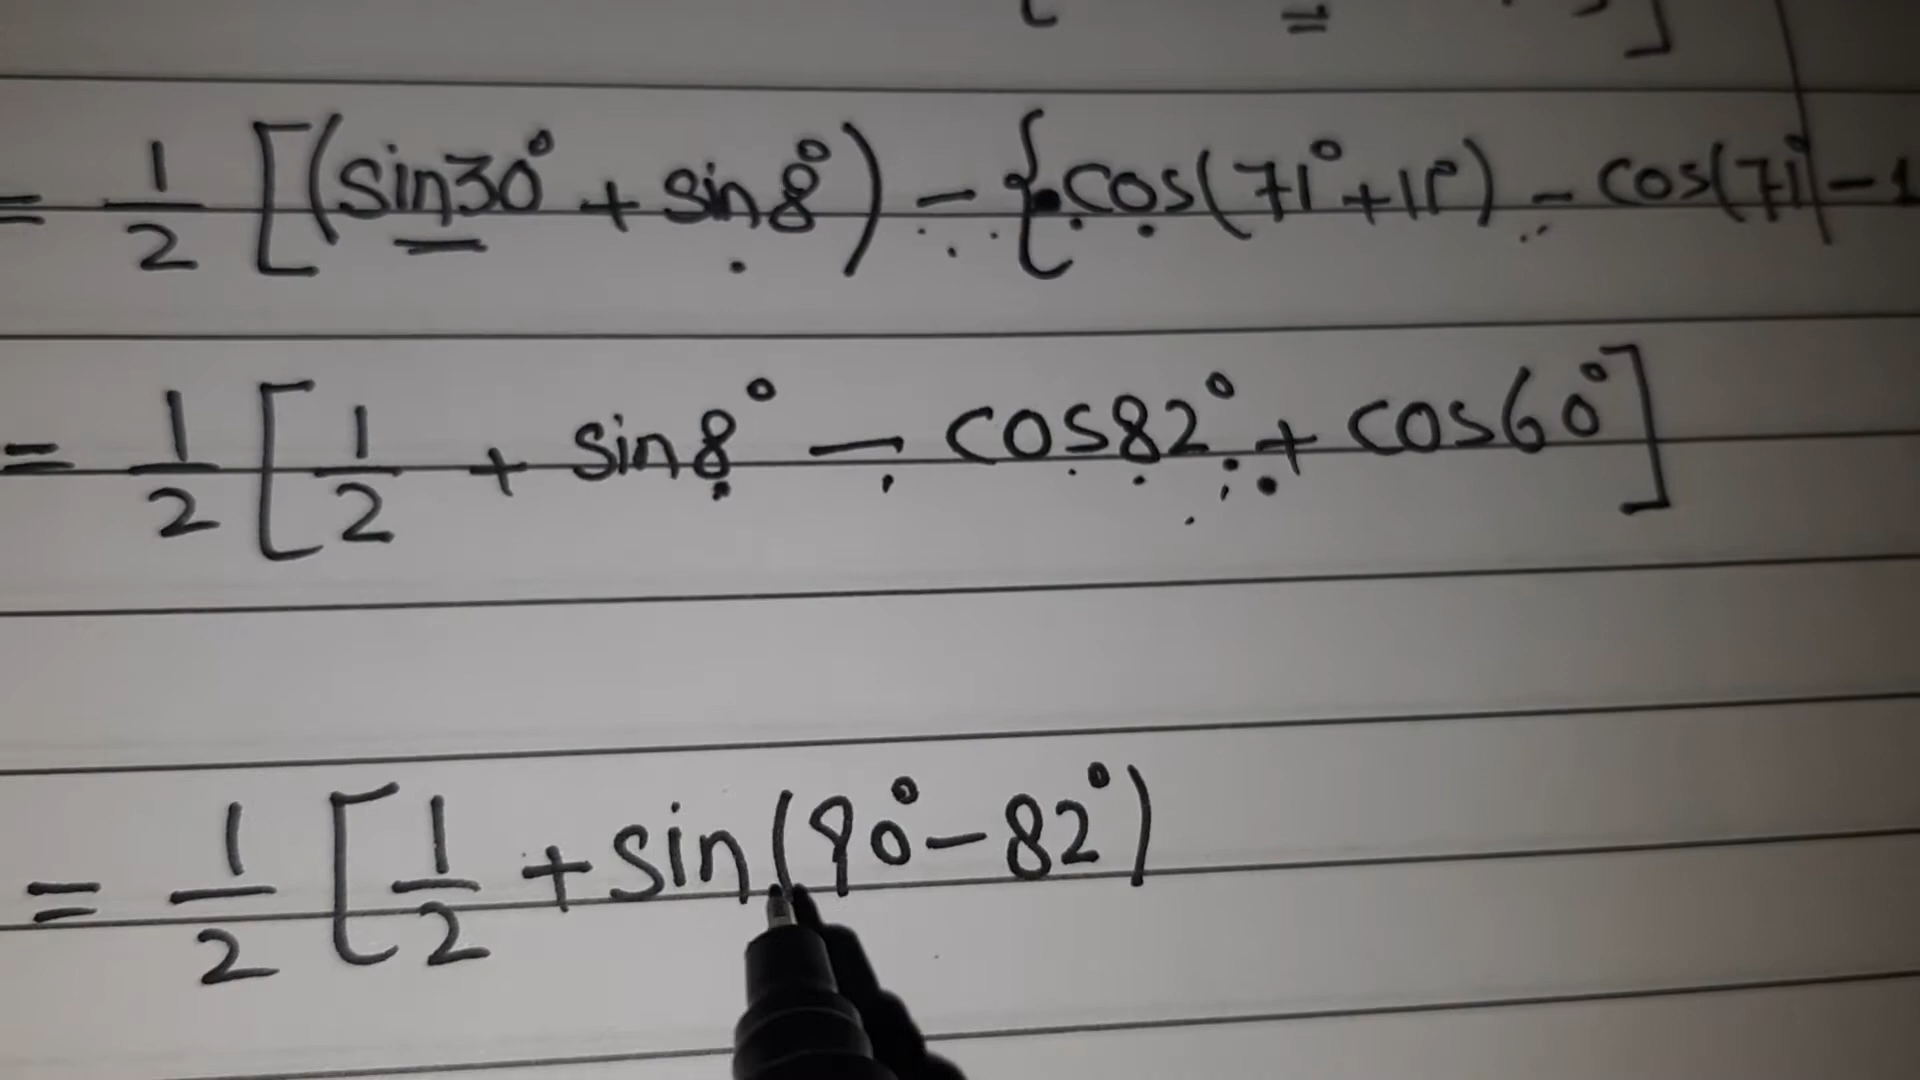 = 1/2 [(sin30° + sin8°) - {cos(71°+11°) - cos(71° - 1
= 1/2 [1/2 + sin8° - cos82° + cos60°]
= 1/2 [1/2 + sin(90° - 82°)